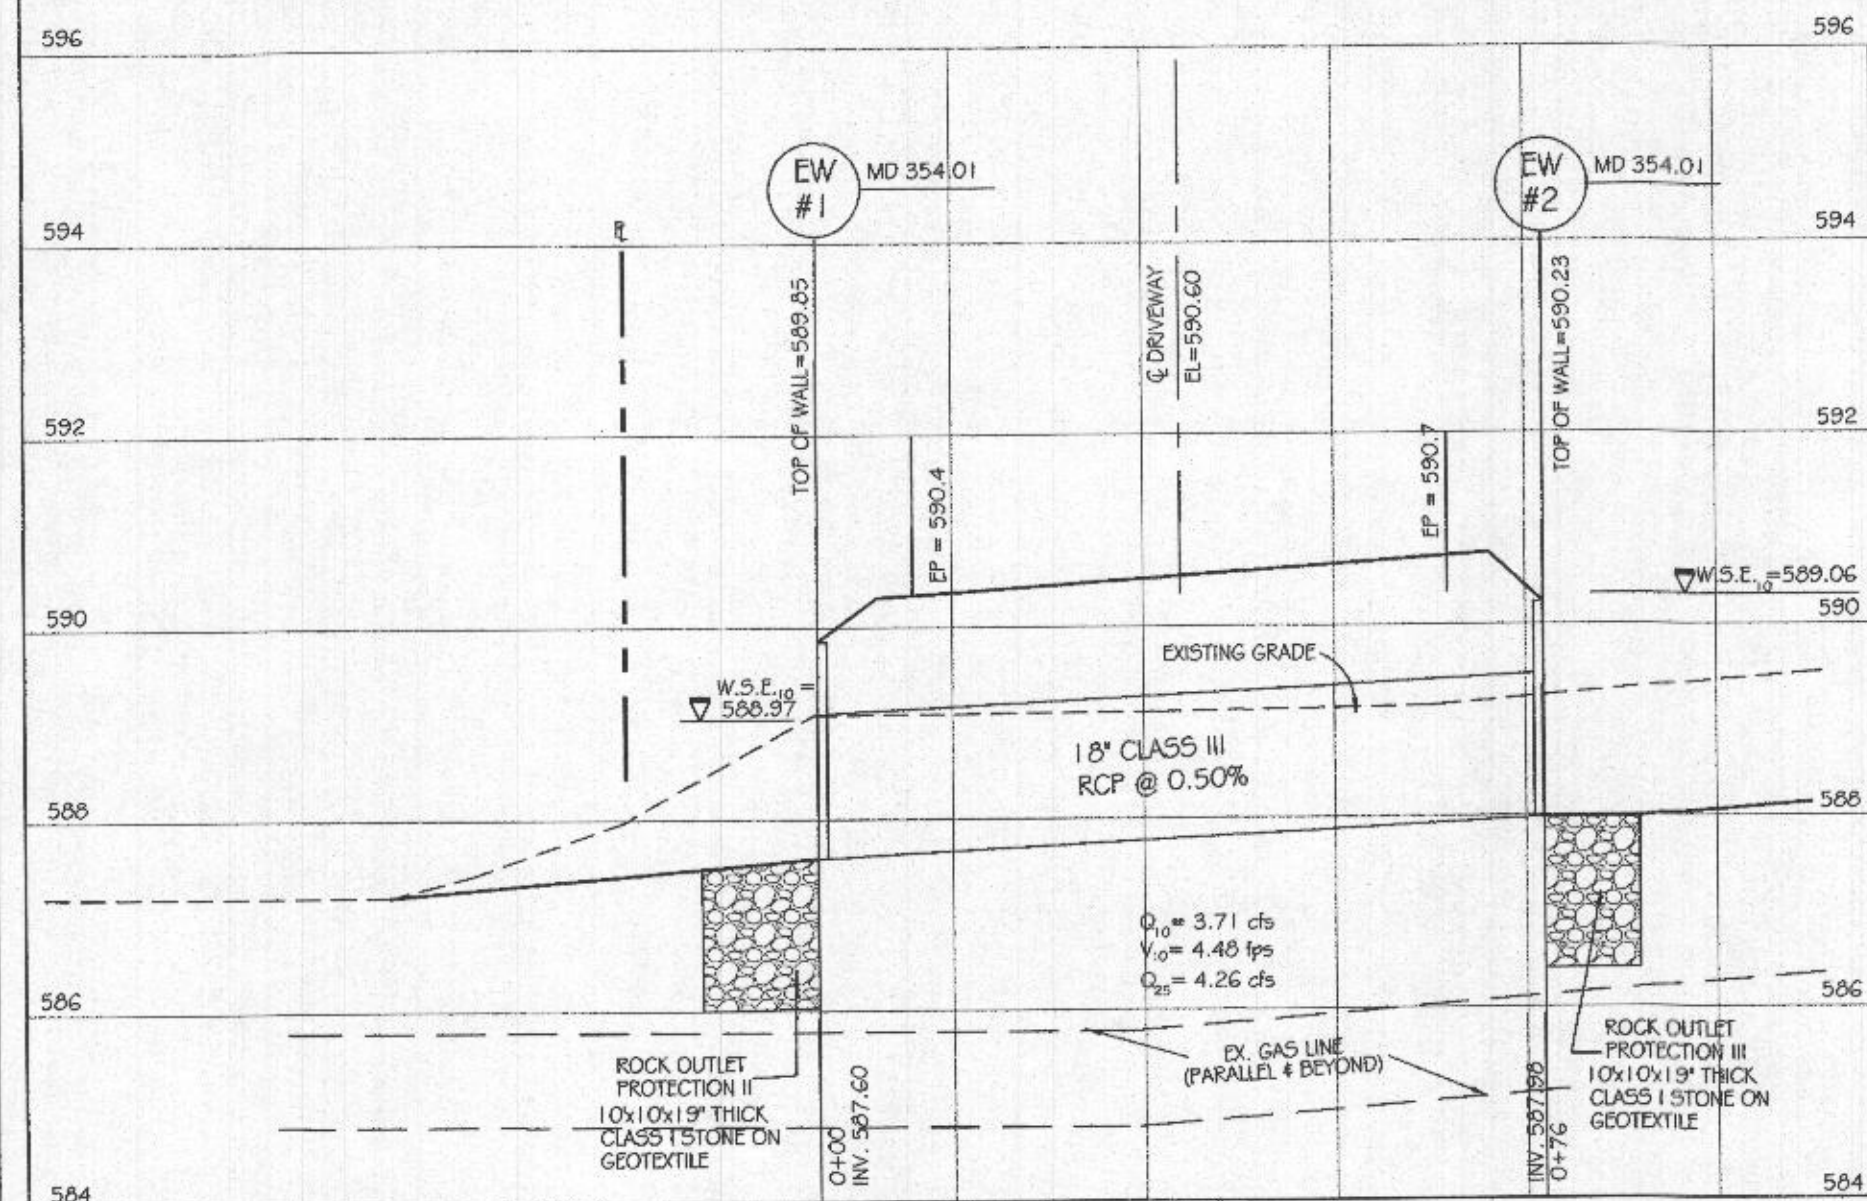 596
596
EW
#1
MD 354.01
EW
#2
MD 354.01
594
594
PL
TOP OF WALL=589.85
℄ DRIVEWAY
EL=590.60
TOP OF WALL=590.23
592
592
EP = 590.4
EP = 590.7
W.S.E.10=589.06
590
590
EXISTING GRADE
W.S.E.10 =
588.97
18" CLASS III
RCP @ 0.50%
588
588
Q10= 3.71 cfs
V10= 4.48 fps
Q25= 4.26 cfs
586
586
ROCK OUTLET
PROTECTION II
10'x10'x19" THICK
CLASS I STONE ON
GEOTEXTILE
0+00
INV. 587.60
EX. GAS LINE
(PARALLEL & BEYOND)
INV. 587.98
0+76
ROCK OUTLET
PROTECTION III
10'x10'x19" THICK
CLASS I STONE ON
GEOTEXTILE
584
584